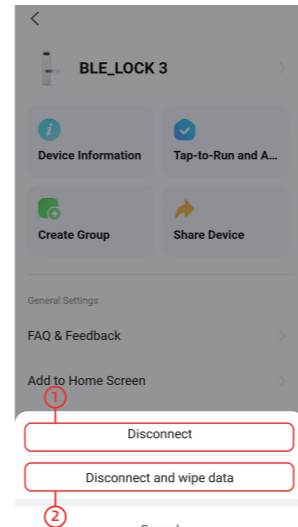 BLE_LOCK 3
Device Information
Tap-to-Run and A...
Create Group
Share Device
General Settings
FAQ & Feedback
Add to Home Screen
1
Disconnect
Disconnect and wipe data
2